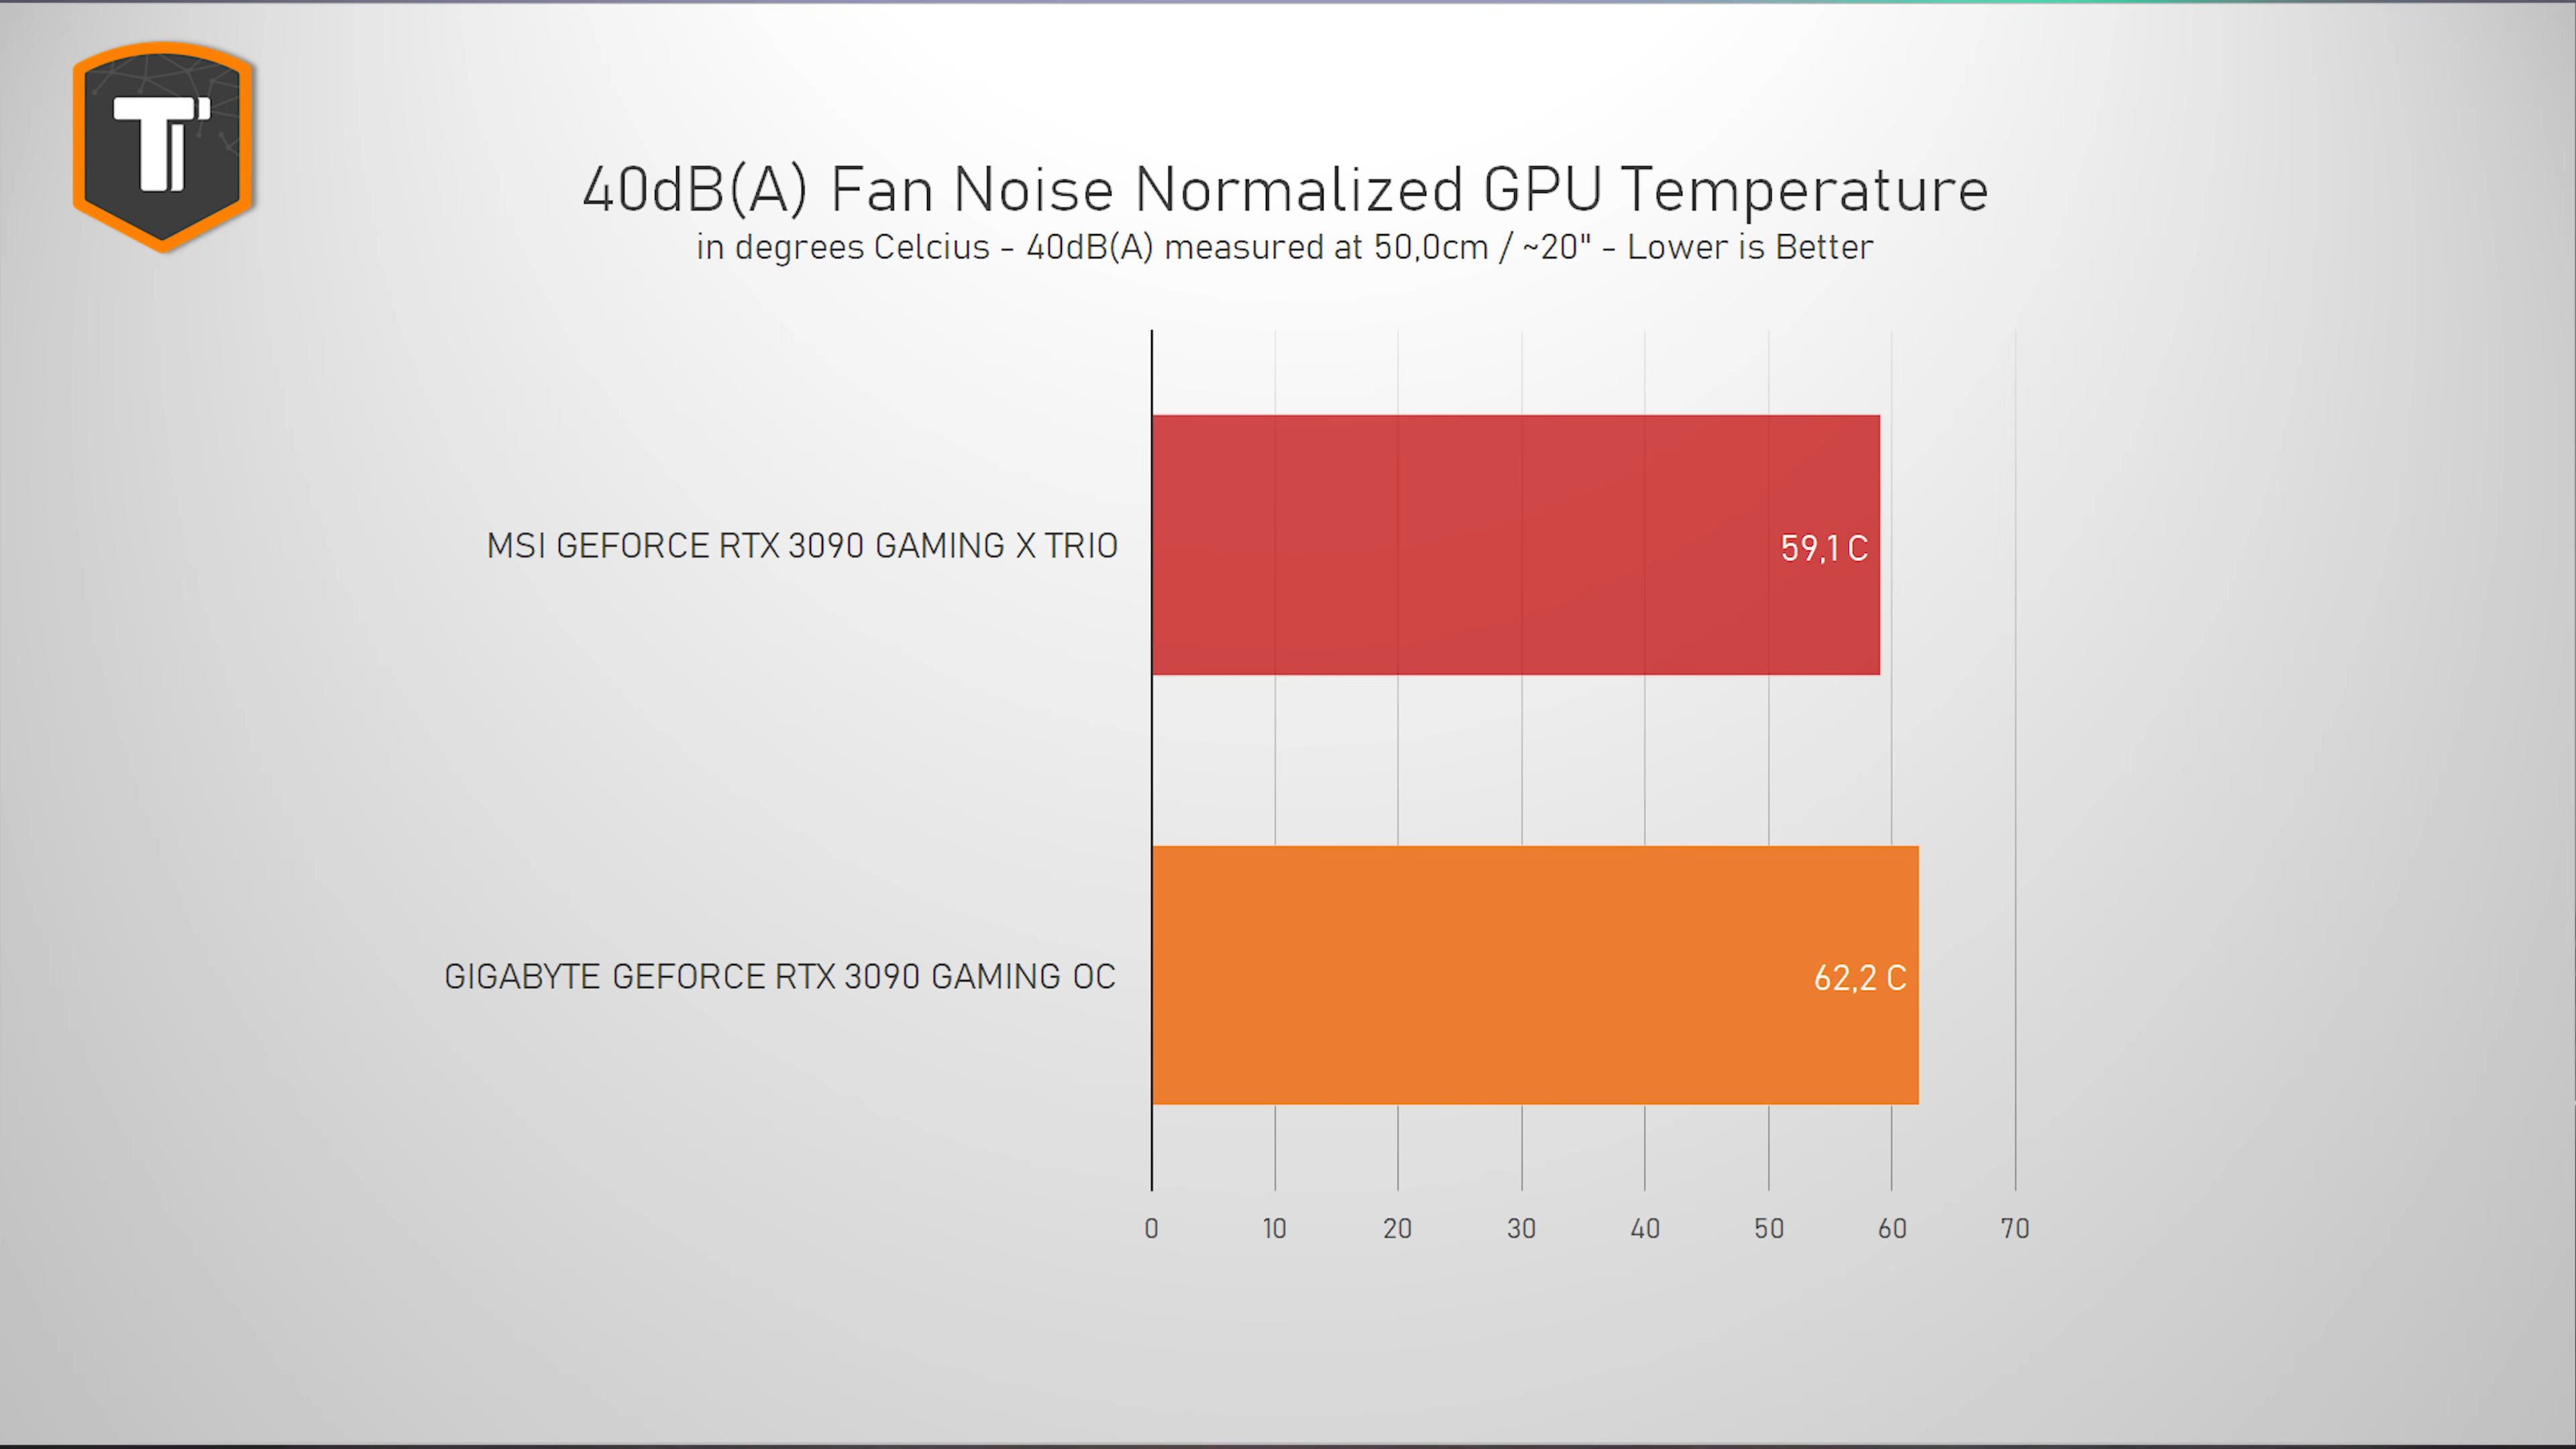 40dB(A) Fan Noise Normalized GPU Temperature
in degrees Celcius - 40dB(A) measured at 50,0cm / ~20" - Lower is Better
MSI GEFORCE RTX 3090 GAMING X TRIO
59,1 C
GIGABYTE GEFORCE RTX 3090 GAMING OC
62,2 C
0 10 20 30 40 50 60 70